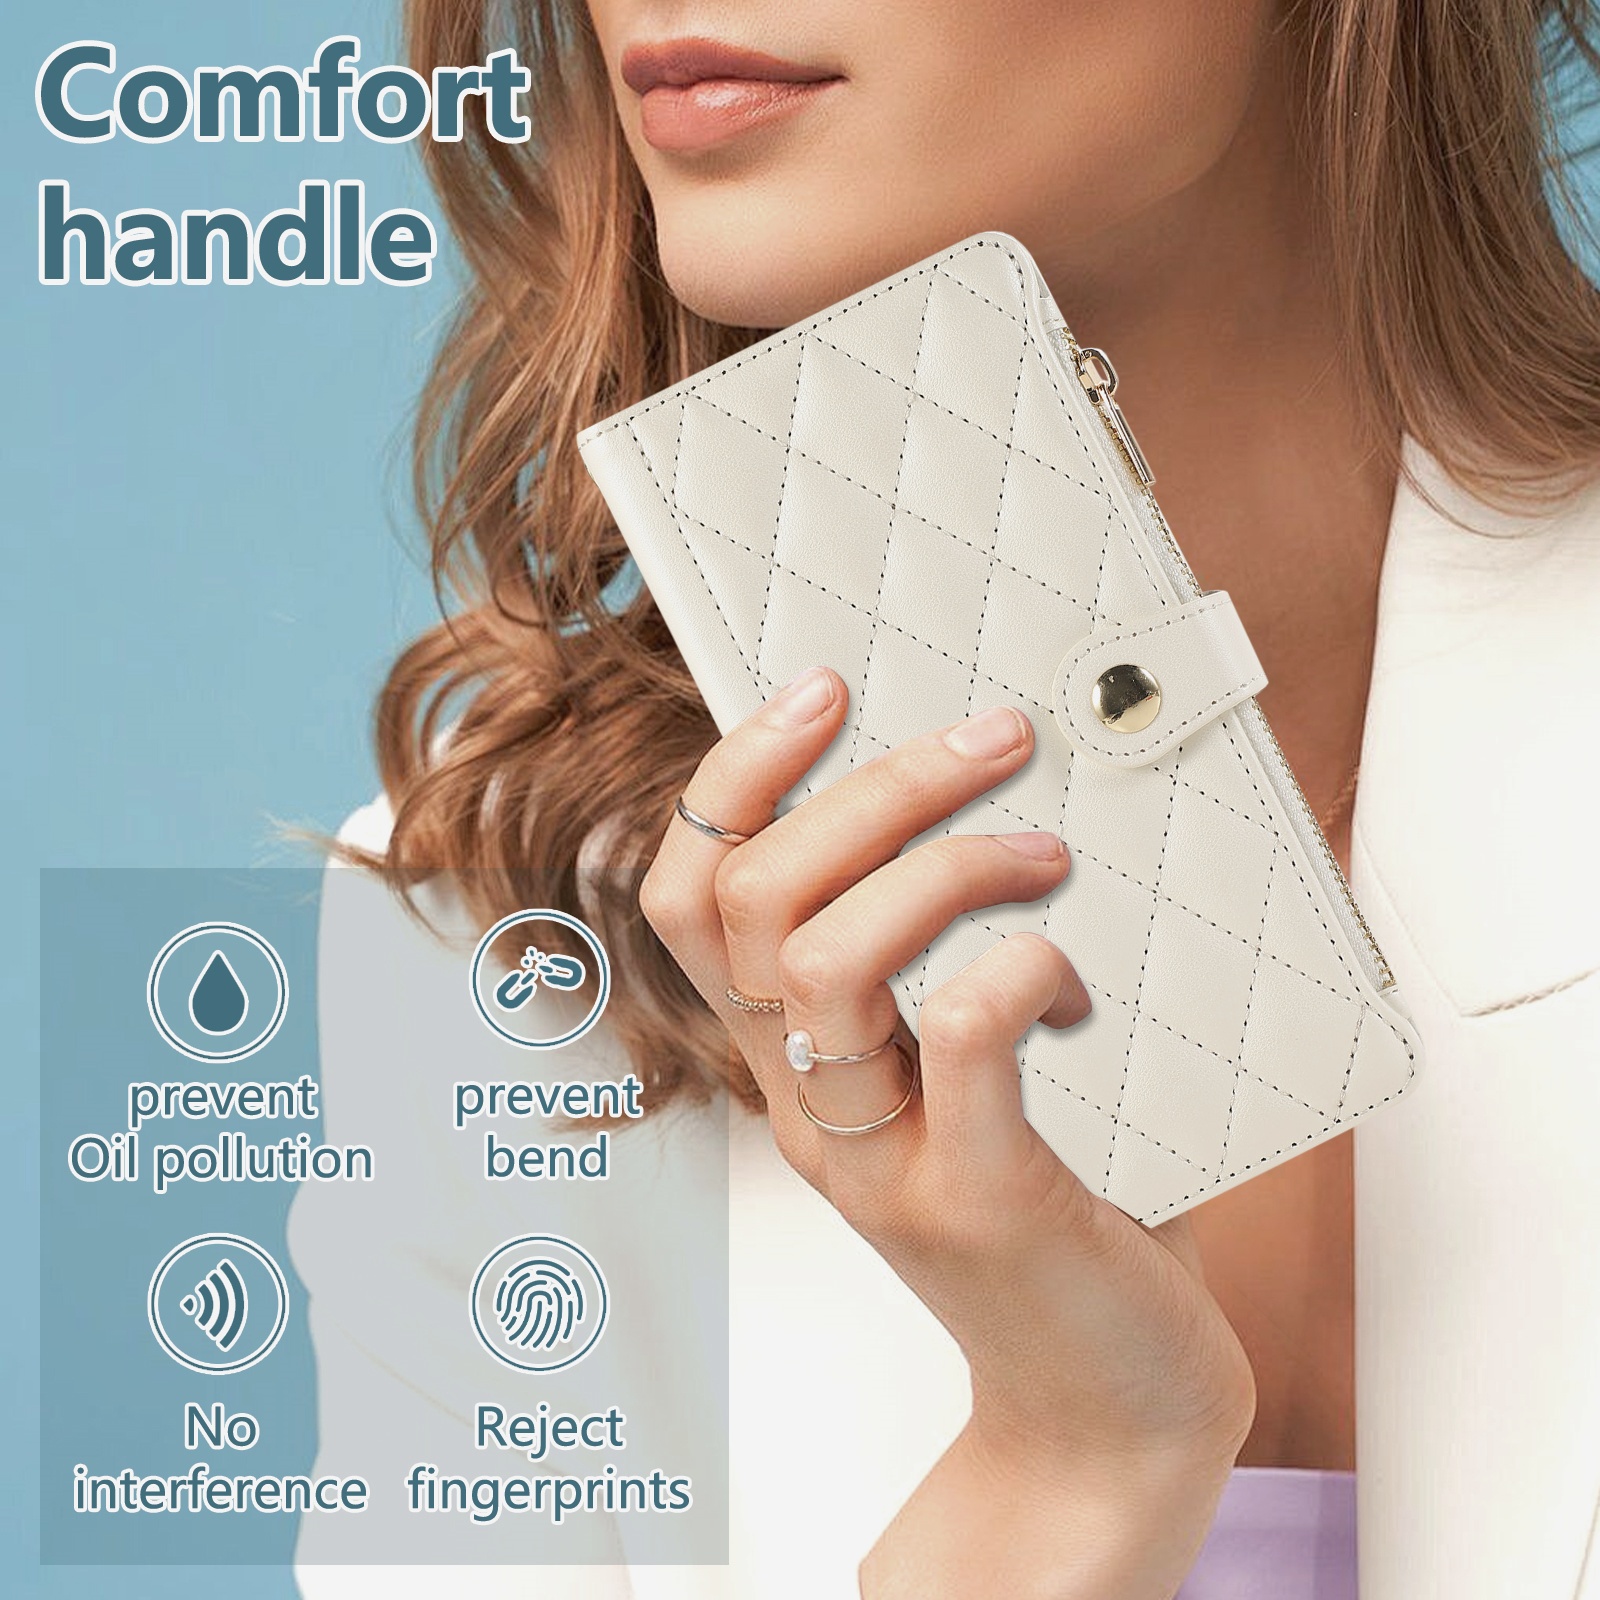 Comfort
handle
prevent
Oil pollution
prevent
bend
No
interference
Reject
fingerprints